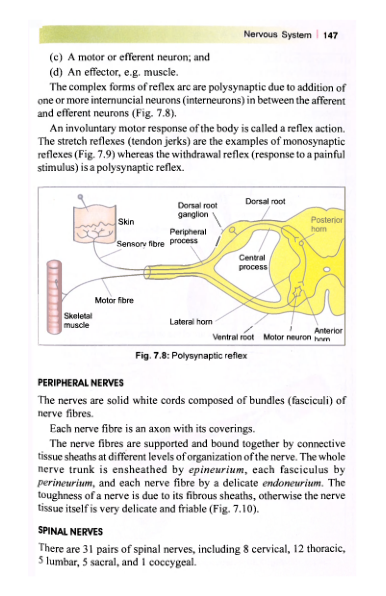 Nervous System | 147
(c) A motor or efferent neuron; and
(d) An effector, e.g. muscle.
The complex forms of reflex arc are polysynaptic due to addition of
one or more internuncial neurons (interneurons) in between the afferent
and efferent neurons (Fig. 7.8).
An involuntary motor response of the body is called a reflex action.
The stretch reflexes (tendon jerks) are the examples of monosynaptic
reflexes (Fig. 7.9) whereas the withdrawal reflex (response to a painful
stimulus) is a polysynaptic reflex.
Skin
Sensory fibre
Dorsal root
ganglion
Peripheral
process
Dorsal root
Posterior
horn
Central
process
Motor fibre
Skeletal
muscle
Lateral horn
Ventral root
Motor neuron
Anterior
horn
Fig. 7.8: Polysynaptic reflex
PERIPHERAL NERVES
The nerves are solid white cords composed of bundles (fasciculi) of
nerve fibres.
Each nerve fibre is an axon with its coverings.
The nerve fibres are supported and bound together by connective
tissue sheaths at different levels of organization of the nerve. The whole
nerve trunk is ensheathed by epineurium, each fasciculus by
perineurium, and each nerve fibre by a delicate endoneurium. The
toughness of a nerve is due to its fibrous sheaths, otherwise the nerve
tissue itself is very delicate and friable (Fig. 7.10).
SPINAL NERVES
There are 31 pairs of spinal nerves, including 8 cervical, 12 thoracic,
5 lumbar, 5 sacral, and 1 coccygeal.